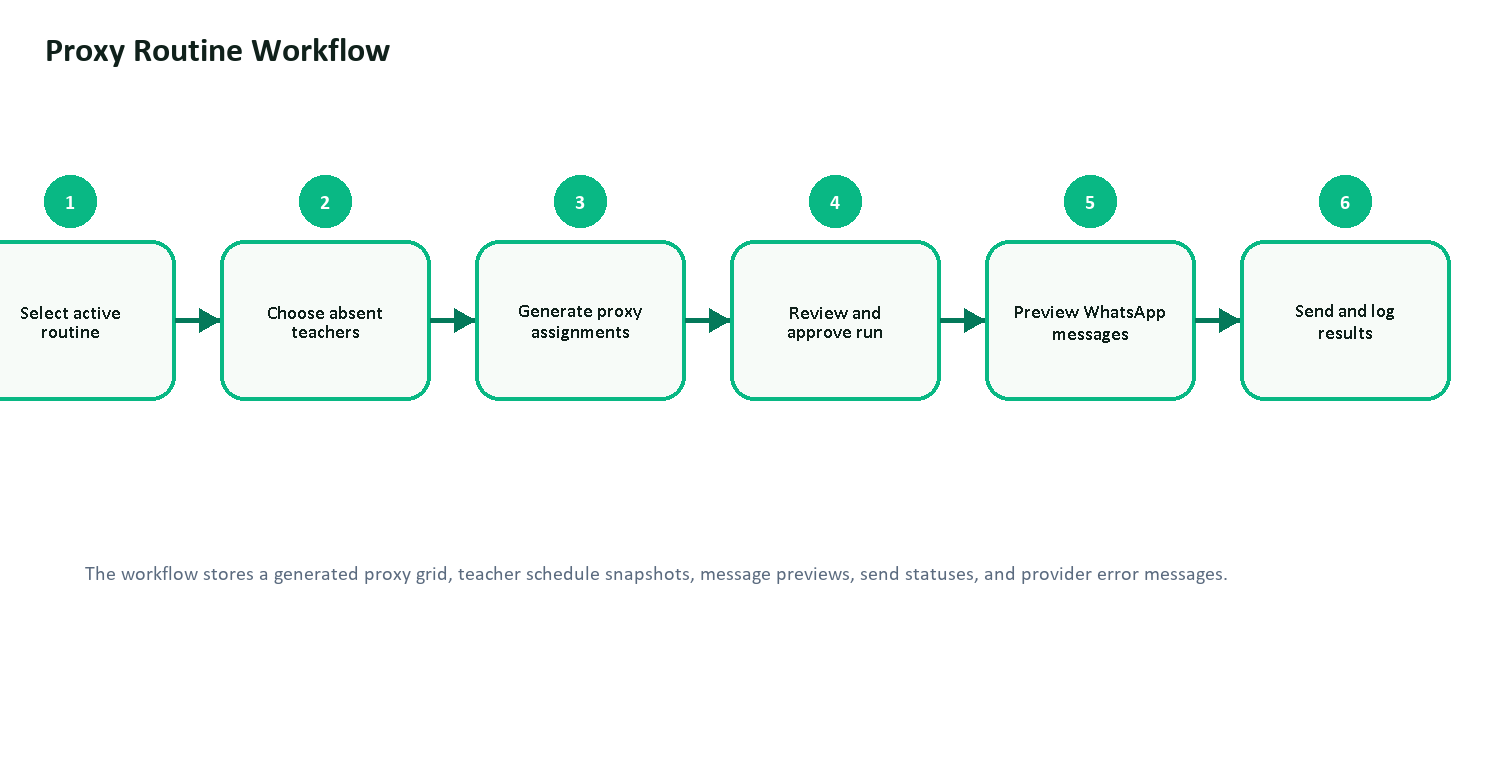 Proxy Routine Workflow
1
2
3
4
5
6
Select active
routine
Choose absent
teachers
Generate proxy
assignments
Review and
approve run
Preview WhatsApp
messages
Send and log
results
The workflow stores a generated proxy grid, teacher schedule snapshots, message previews, send statuses, and provider error messages.